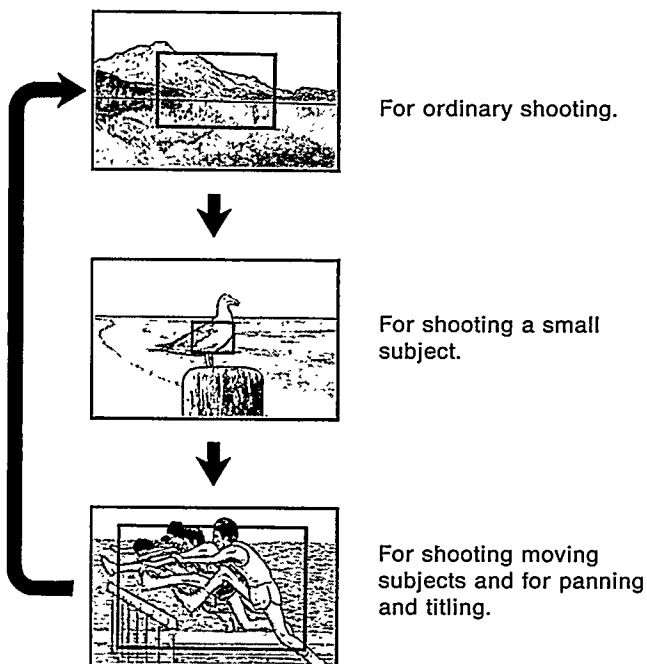 For ordinary shooting.
For shooting a small
subject.
For shooting moving
subjects and for panning
and titling.